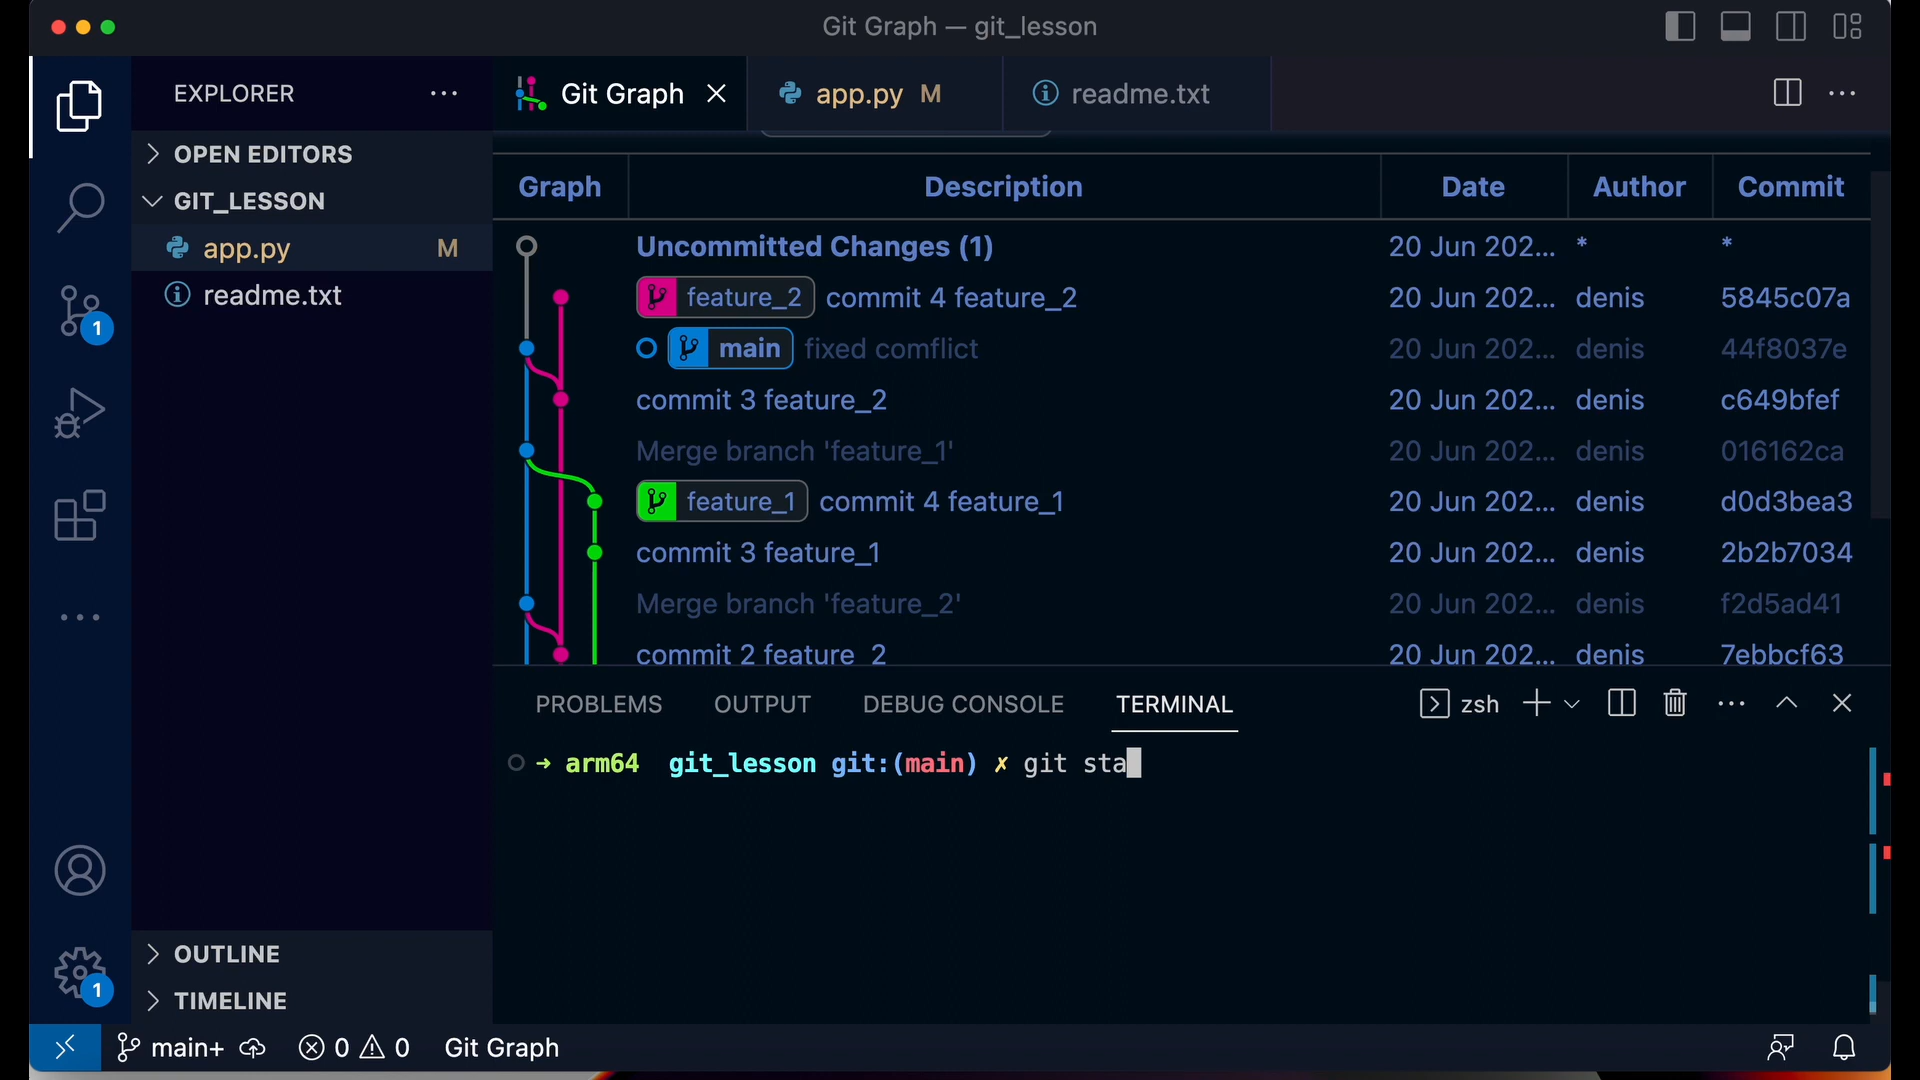 Git Graph — git_lesson
EXPLORER
Git Graph
app.py M
readme.txt
OPEN EDITORS
GIT_LESSON
app.py M
readme.txt
Graph Description Date Author Commit
Uncommitted Changes (1) 20 Jun 202... * *
feature_2 commit 4 feature_2 20 Jun 202... denis 5845c07a
main fixed comflict 20 Jun 202... denis 44f8037e
commit 3 feature_2 20 Jun 202... denis c649bfef
Merge branch 'feature_1' 20 Jun 202... denis 016162ca
feature_1 commit 4 feature_1 20 Jun 202... denis d0d3bea3
commit 3 feature_1 20 Jun 202... denis 2b2b7034
Merge branch 'feature_2' 20 Jun 202... denis f2d5ad41
commit 2 feature_2 20 Jun 202... denis 7ebbcf63
1
PROBLEMS OUTPUT DEBUG CONSOLE TERMINAL zsh
➜ arm64 git_lesson git:(main) ✗ git sta
OUTLINE
TIMELINE
1
main+ 0 0 Git Graph